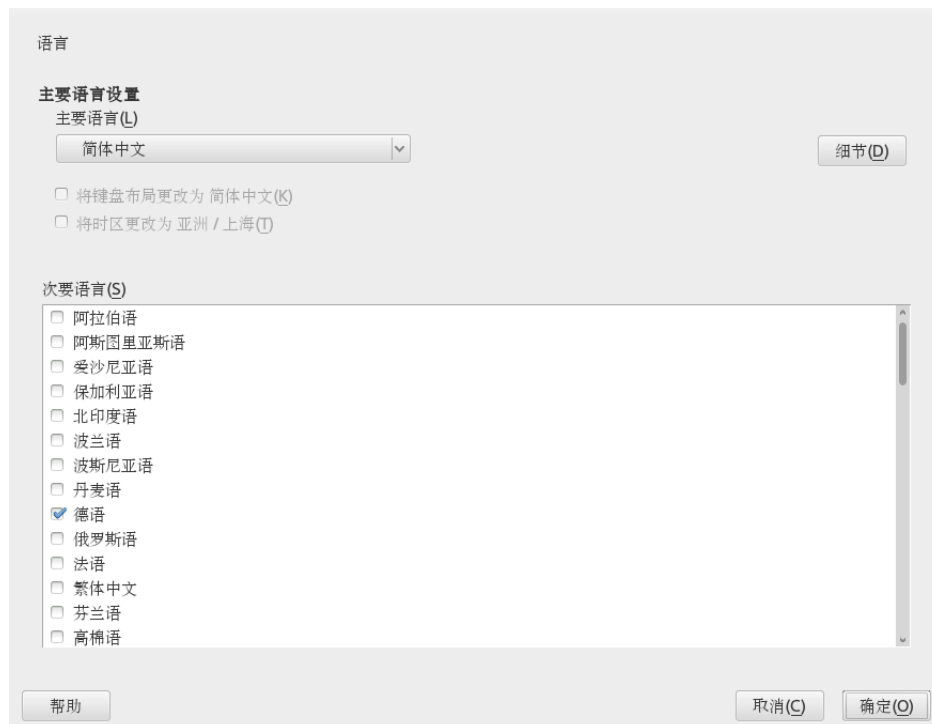 语言
主要语言设置
主要语言(L)
简体中文
细节(D)
将键盘布局更改为 简体中文(K)
将时区更改为 亚洲 / 上海(T)
次要语言(S)
阿拉伯语
阿斯图里亚斯语
爱沙尼亚语
保加利亚语
北印度语
波兰语
波斯尼亚语
丹麦语
德语
俄罗斯语
法语
繁体中文
芬兰语
高棉语
帮助
取消(C)
确定(O)